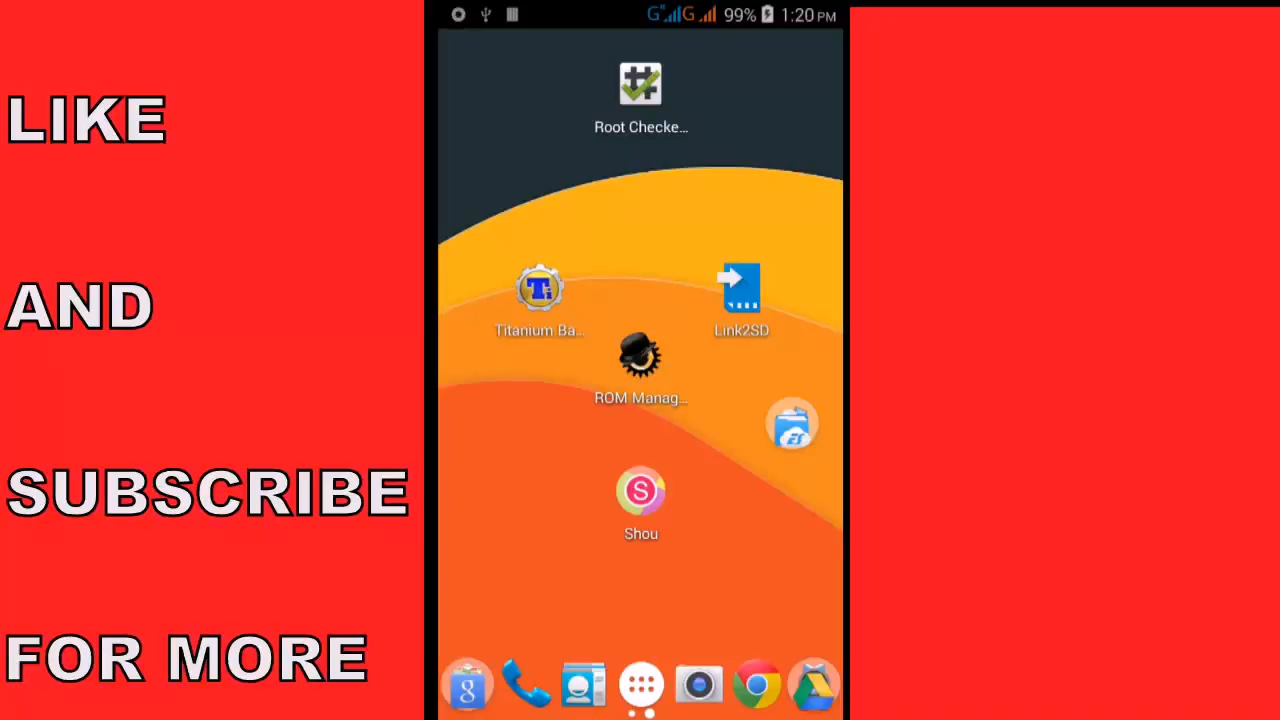 LIKE
AND
SUBSCRIBE
FOR MORE
G G 99% 1:20 PM
Root Checke...
Titanium Ba...
Link2SD
ROM Manag...
Shou